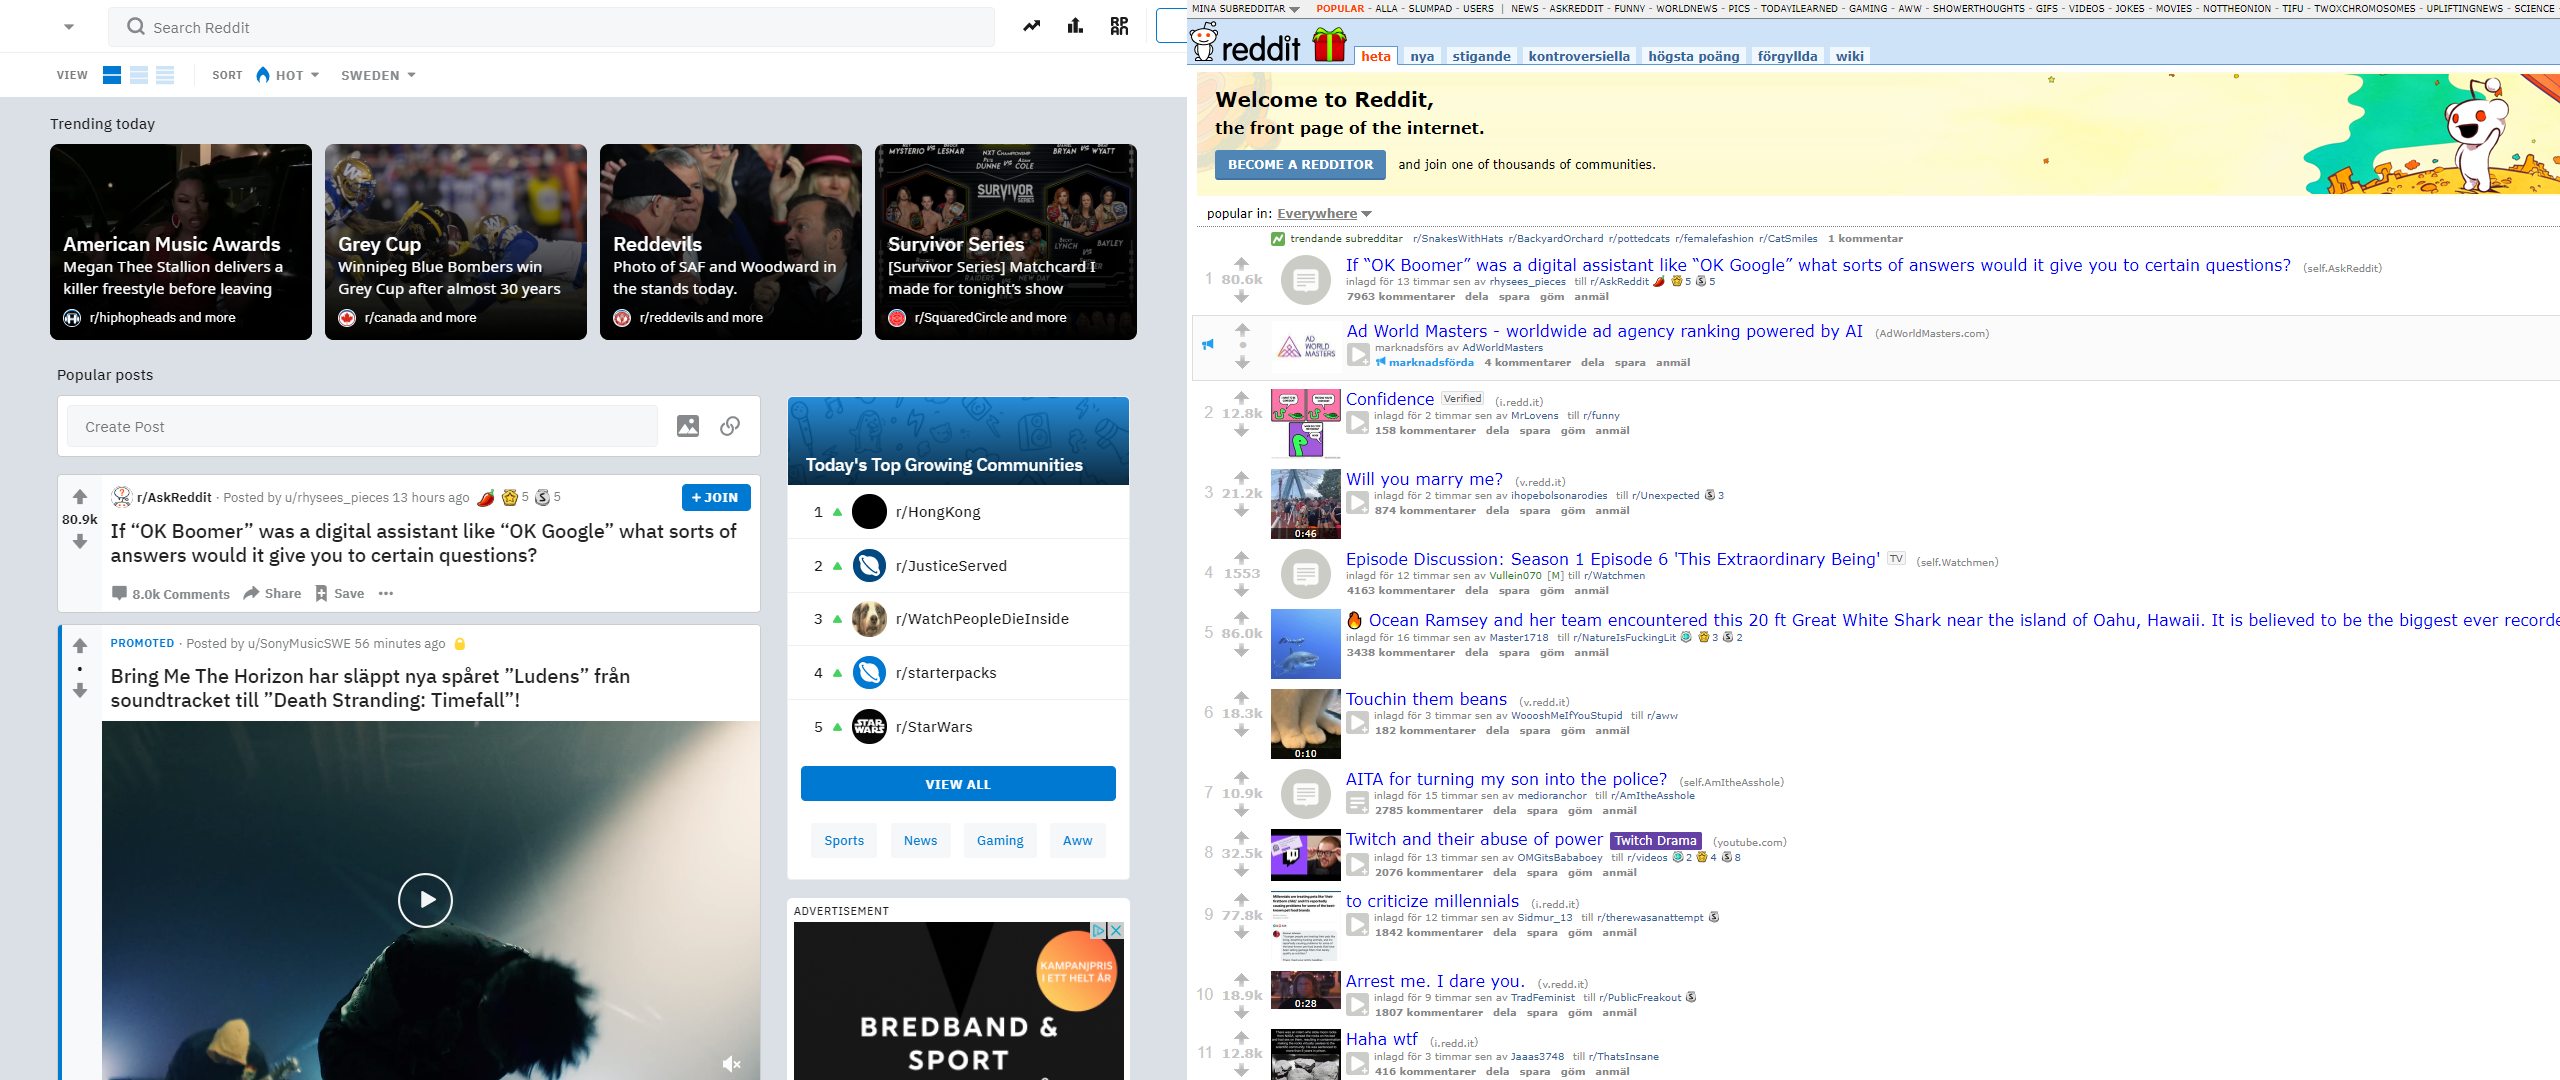 Search Reddit
VIEW
SORT
HOT
SWEDEN
Trending today
American Music Awards
Megan Thee Stallion delivers a
killer freestyle before leaving
r/hiphopheads and more
Grey Cup
Winnipeg Blue Bombers win
Grey Cup after almost 30 years
r/canada and more
Reddevils
Photo of SAF and Woodward in
the stands today.
r/reddevils and more
Survivor Series
[Survivor Series] Matchcard I
made for tonight’s show
r/SquaredCircle and more
Popular posts
Create Post
r/AskReddit · Posted by u/rhysees_pieces 13 hours ago 5 5
+ JOIN
80.9k
If “OK Boomer” was a digital assistant like “OK Google” what sorts of
answers would it give you to certain questions?
8.0k Comments Share Save
PROMOTED · Posted by u/SonyMusicSWE 56 minutes ago
Bring Me The Horizon har släppt nya spåret ”Ludens” från
soundtracket till ”Death Stranding: Timefall”!
Today's Top Growing Communities
1 r/HongKong
2 r/JusticeServed
3 r/WatchPeopleDieInside
4 r/starterpacks
5 STAR WARS r/StarWars
VIEW ALL
Sports News Gaming Aww
ADVERTISEMENT
KAMPANJPRIS
I ETT HELT ÅR
BREDBAND &
SPORT
MINA SUBREDDITAR POPULAR - ALLA - SLUMPAD - USERS | NEWS - ASKREDDIT - FUNNY - WORLDNEWS - PICS - TODAYILEARNED - GAMING - AWW - SHOWERTHOUGHTS - GIFS - VIDEOS - JOKES - MOVIES - NOTTHEONION - TIFU - TWOXCHROMOSOMES - UPLIFTINGNEWS - SCIENCE -
reddit heta nya stigande kontroversiella högsta poäng förgyllda wiki
Welcome to Reddit,
the front page of the internet.
BECOME A REDDITOR and join one of thousands of communities.
popular in: Everywhere
trendande subredditar r/SnakesWithHats r/BackyardOrchard r/pottedcats r/femalefashion r/CatSmiles 1 kommentar
1 80.6k
If “OK Boomer” was a digital assistant like “OK Google” what sorts of answers would it give you to certain questions? (self.AskReddit)
inlagd för 13 timmar sen av rhysees_pieces till r/AskReddit 5 5
7963 kommentarer dela spara göm anmäl
AD WORLD MASTERS
Ad World Masters - worldwide ad agency ranking powered by AI (AdWorldMasters.com)
marknadsförs av AdWorldMasters
marknadsförda 4 kommentarer dela spara anmäl
2 12.8k
Confidence Verified (i.redd.it)
inlagd för 2 timmar sen av MrLovens till r/funny
158 kommentarer dela spara göm anmäl
3 21.2k
0:46
Will you marry me? (v.redd.it)
inlagd för 2 timmar sen av ihopebolsonarodies till r/Unexpected 3
874 kommentarer dela spara göm anmäl
4 1553
Episode Discussion: Season 1 Episode 6 'This Extraordinary Being' TV (self.Watchmen)
inlagd för 12 timmar sen av Vullein070 [M] till r/Watchmen
4163 kommentarer dela spara göm anmäl
5 86.0k
Ocean Ramsey and her team encountered this 20 ft Great White Shark near the island of Oahu, Hawaii. It is believed to be the biggest ever recorde
inlagd för 16 timmar sen av Master1718 till r/NatureIsFuckingLit 3 2
3438 kommentarer dela spara göm anmäl
6 18.3k
0:10
Touchin them beans (v.redd.it)
inlagd för 3 timmar sen av WoooshMeIfYouStupid till r/aww
182 kommentarer dela spara göm anmäl
7 10.9k
AITA for turning my son into the police? (self.AmItheAsshole)
inlagd för 15 timmar sen av medioranchor till r/AmItheAsshole
2785 kommentarer dela spara göm anmäl
8 32.5k
Twitch and their abuse of power Twitch Drama (youtube.com)
inlagd för 13 timmar sen av OMGitsBababoey till r/videos 2 4 8
2076 kommentarer dela spara göm anmäl
9 77.8k
to criticize millennials (i.redd.it)
inlagd för 12 timmar sen av Sidmur_13 till r/therewasanattempt
1842 kommentarer dela spara göm anmäl
10 18.9k
0:28
Arrest me. I dare you. (v.redd.it)
inlagd för 9 timmar sen av TradFeminist till r/PublicFreakout
1807 kommentarer dela spara göm anmäl
11 12.8k
Haha wtf (i.redd.it)
inlagd för 3 timmar sen av Jaaas3748 till r/ThatsInsane
416 kommentarer dela spara göm anmäl